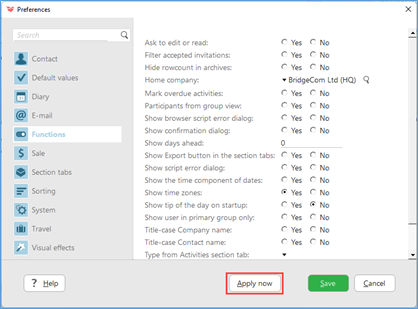 Preferences
Search
Contact
Default values
Diary
E-mail
Functions
Sale
Section tabs
Sorting
System
Travel
Visual effects
Ask to edit or read: Yes No
Filter accepted invitations: Yes No
Hide rowcount in archives: Yes No
Home company: BridgeCom Ltd (HQ)
Mark overdue activities: Yes No
Participants from group view: Yes No
Show browser script error dialog: Yes No
Show confirmation dialog: Yes No
Show days ahead: 0
Show Export button in the section tabs: Yes No
Show script error dialog: Yes No
Show the time component of dates: Yes No
Show time zones: Yes No
Show tip of the day on startup: Yes No
Show user in primary group only: Yes No
Title-case Company name: Yes No
Title-case Contact name: Yes No
Type from Activities section tab:
? Help
Apply now
Save
Cancel